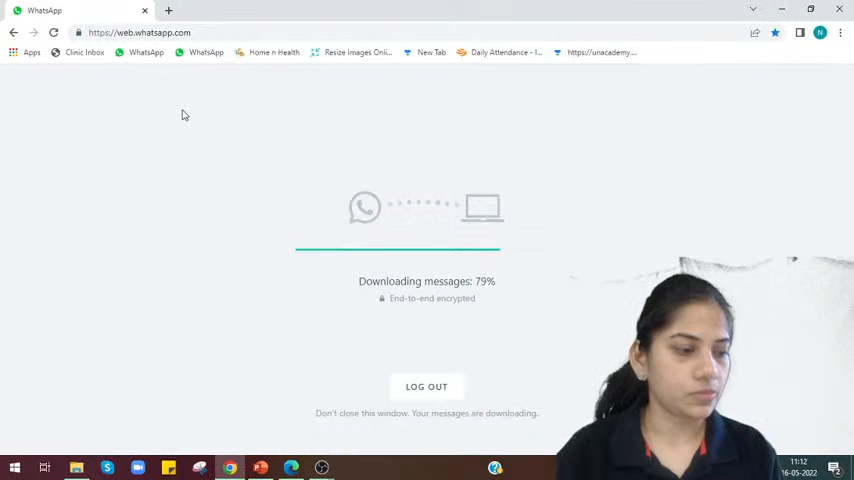 WhatsApp
https://web.whatsapp.com
N
Apps Clinic Inbox WhatsApp WhatsApp Home n Health Resize Images Onli... New Tab Daily Attendance - I... https://unacademy....
Downloading messages: 79%
End-to-end encrypted
LOG OUT
Don't close this window. Your messages are downloading.
11:12
16-05-2022
2